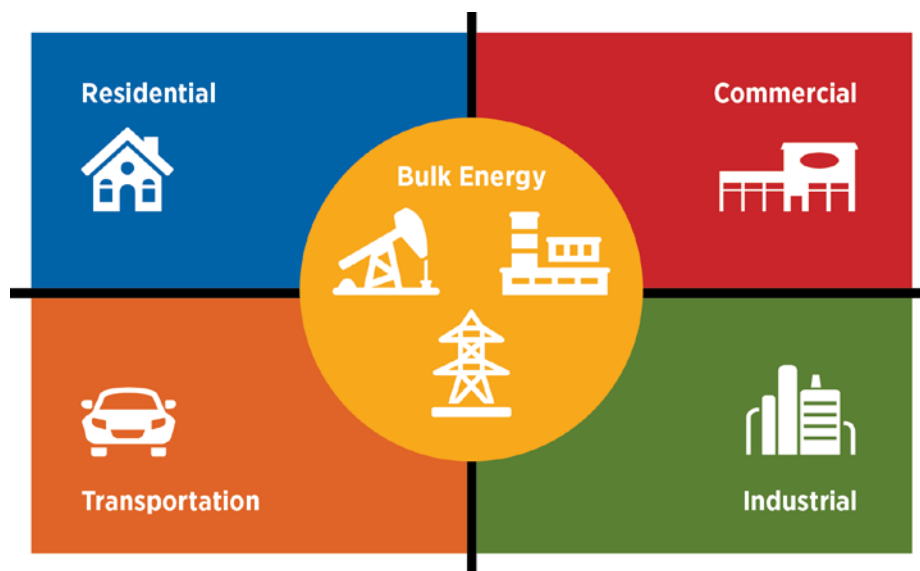 Residential
Commercial
Bulk Energy
Transportation
Industrial